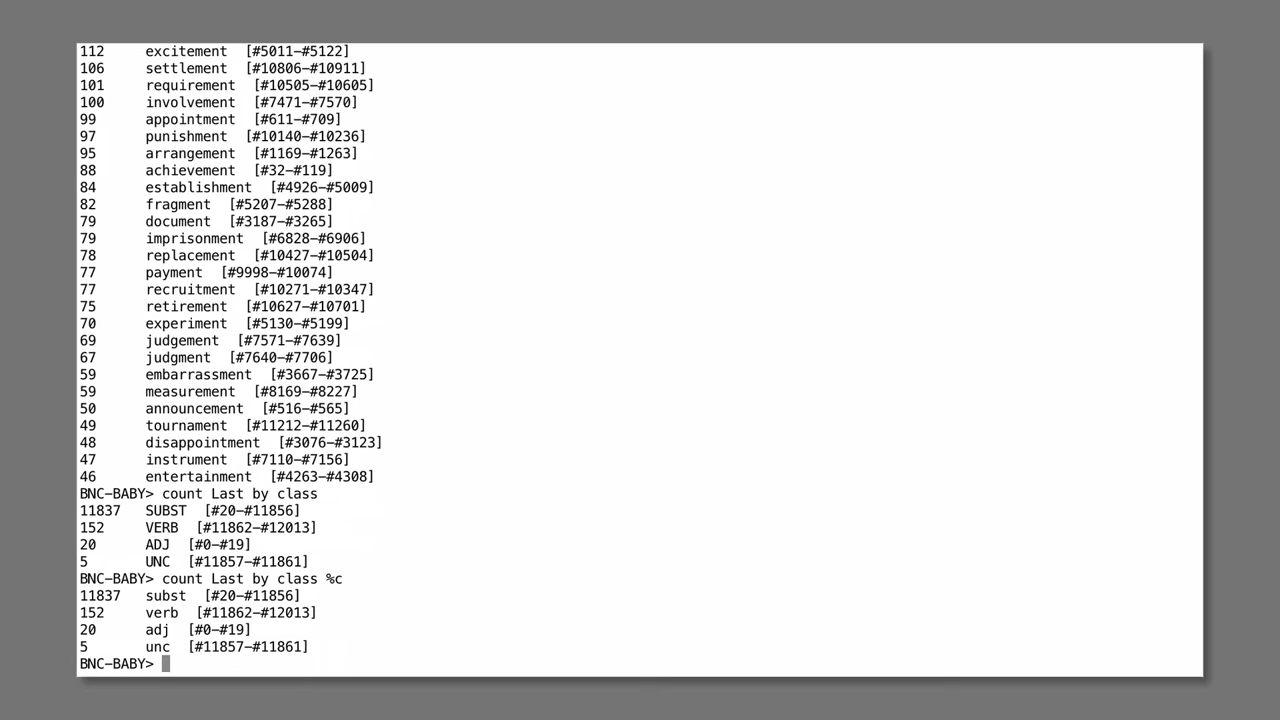 112 excitement [#5011-#5122]
106 settlement [#10806-#10911]
101 requirement [#10505-#10605]
100 involvement [#7471-#7570]
99 appointment [#611-#709]
97 punishment [#10140-#10236]
95 arrangement [#1169-#1263]
88 achievement [#32-#119]
84 establishment [#4926-#5009]
82 fragment [#5207-#5288]
79 document [#3187-#3265]
79 imprisonment [#6828-#6906]
78 replacement [#10427-#10504]
77 payment [#9998-#10074]
77 recruitment [#10271-#10347]
75 retirement [#10627-#10701]
70 experiment [#5130-#5199]
69 judgement [#7571-#7639]
67 judgment [#7640-#7706]
59 embarrassment [#3667-#3725]
59 measurement [#8169-#8227]
50 announcement [#516-#565]
49 tournament [#11212-#11260]
48 disappointment [#3076-#3123]
47 instrument [#7110-#7156]
46 entertainment [#4263-#4308]
BNC-BABY> count Last by class
11837 SUBST [#20-#11856]
152 VERB [#11862-#12013]
20 ADJ [#0-#19]
5 UNC [#11857-#11861]
BNC-BABY> count Last by class %c
11837 subst [#20-#11856]
152 verb [#11862-#12013]
20 adj [#0-#19]
5 unc [#11857-#11861]
BNC-BABY>